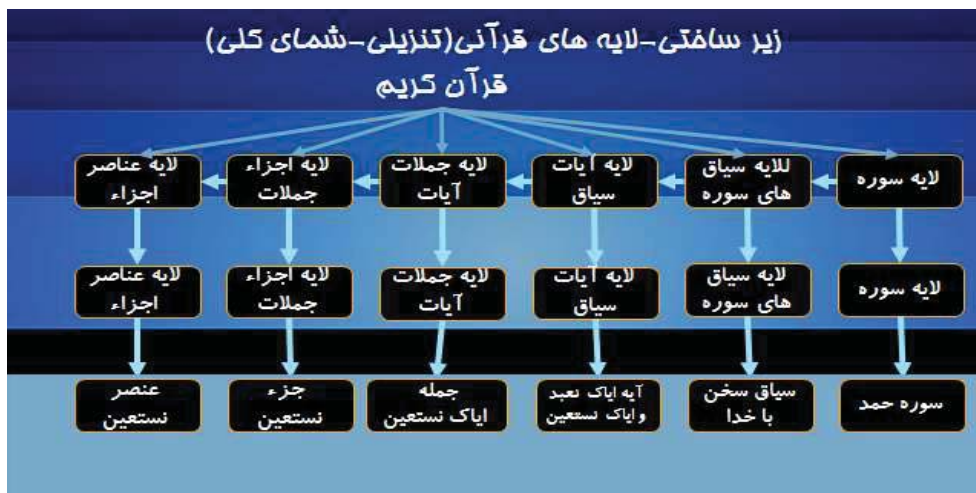 زیر ساختی-لایه های قرآنی(تنزیلی-شمای کلی)
قرآن کریم
لایه سوره
لللایه سیاق
های سوره
لایه آیات
سیاق
لایه جملات
آیات
لایه اجزاء
جملات
لایه عناصر
اجزاء
لایه سوره
لایه سیاق
های سوره
لایه آیات
سیاق
لایه جملات
آیات
لایه اجزاء
جملات
لایه عناصر
اجزاء
سوره حمد
سیاق سخن
با خدا
آیه ایاک نعبد
و ایاک نستعین
جمله
ایاک نستعین
جزء
نستعین
عنصر
نستعین